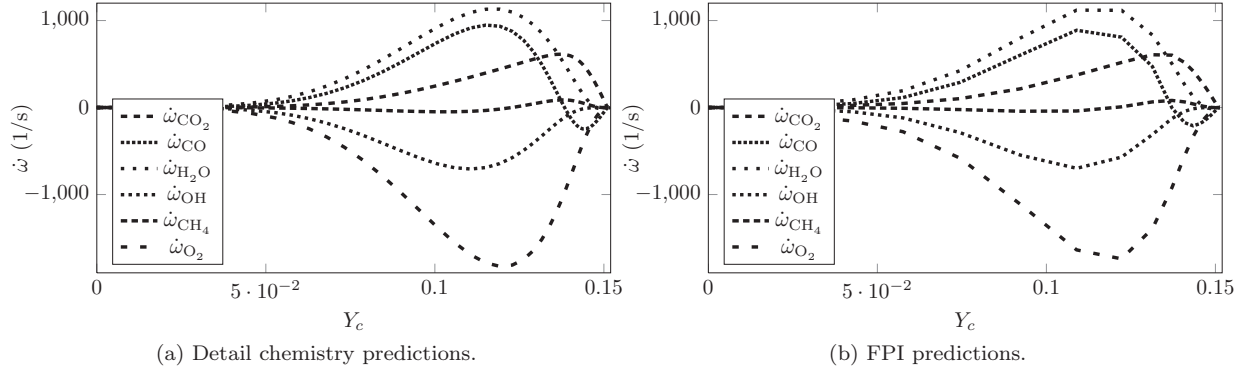 1,000
0
−1,000
ω̇ (1/s)
ω̇_CO₂
ω̇_CO
ω̇_H₂O
ω̇_OH
ω̇_CH₄
ω̇_O₂
0
5 · 10⁻²
0.1
0.15
Y_c
(a) Detail chemistry predictions.
1,000
0
−1,000
ω̇ (1/s)
ω̇_CO₂
ω̇_CO
ω̇_H₂O
ω̇_OH
ω̇_CH₄
ω̇_O₂
0
5 · 10⁻²
0.1
0.15
Y_c
(b) FPI predictions.